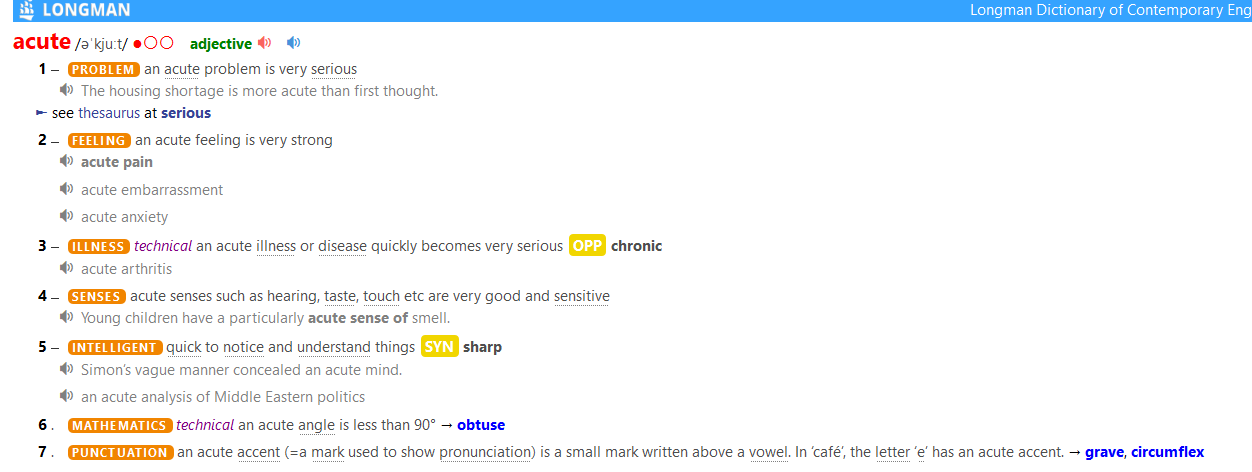 LONGMAN Longman Dictionary of Contemporary Eng
acute /əˈkjuːt/ ●○○ adjective
1 – PROBLEM an acute problem is very serious
The housing shortage is more acute than first thought.
► see thesaurus at serious
2 – FEELING an acute feeling is very strong
acute pain
acute embarrassment
acute anxiety
3 – ILLNESS technical an acute illness or disease quickly becomes very serious OPP chronic
acute arthritis
4 – SENSES acute senses such as hearing, taste, touch etc are very good and sensitive
Young children have a particularly acute sense of smell.
5 – INTELLIGENT quick to notice and understand things SYN sharp
Simon’s vague manner concealed an acute mind.
an acute analysis of Middle Eastern politics
6 . MATHEMATICS technical an acute angle is less than 90° → obtuse
7 . PUNCTUATION an acute accent (=a mark used to show pronunciation) is a small mark written above a vowel. In ‘café’, the letter ‘e’ has an acute accent. → grave, circumflex